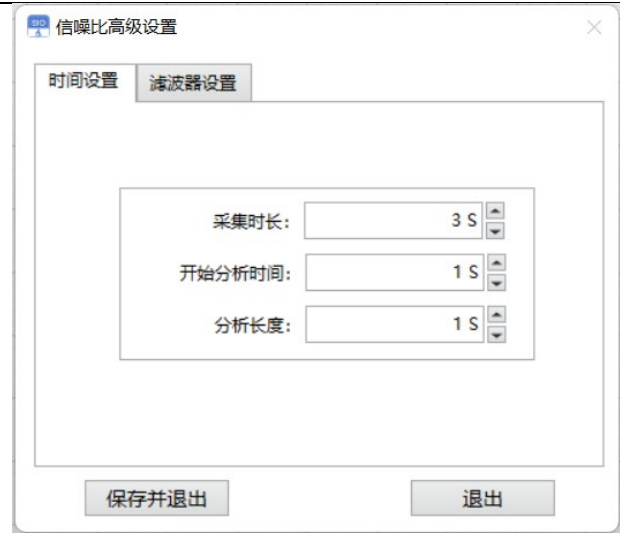 信噪比高级设置
时间设置 滤波器设置
采集时长： 3 S
开始分析时间： 1 S
分析长度： 1 S
保存并退出 退出